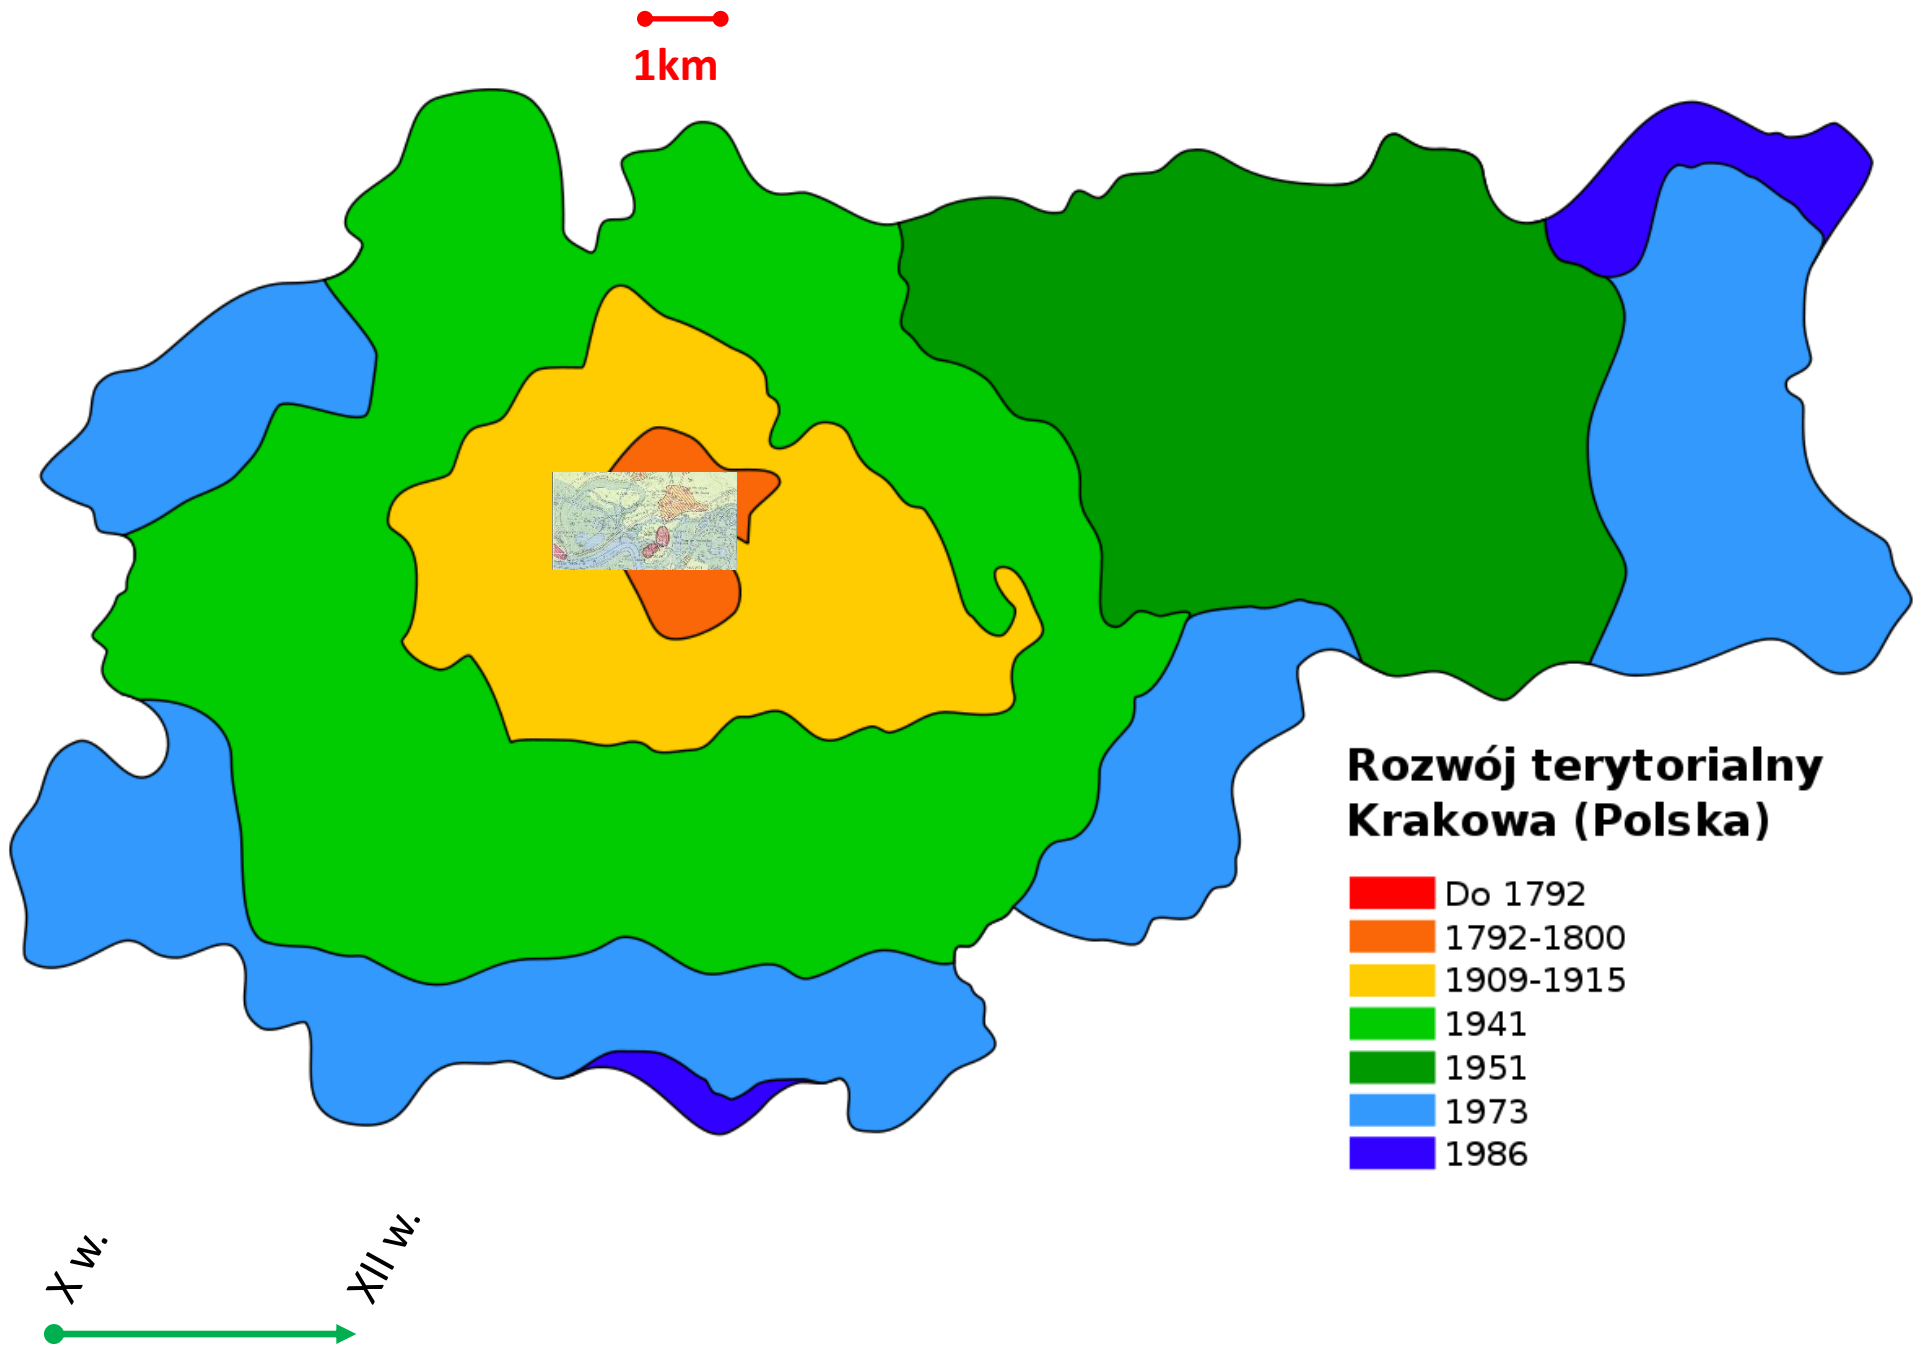 1km
Rozwój terytorialny
Krakowa (Polska)
Do 1792
1792-1800
1909-1915
1941
1951
1973
1986
X w.
XII w.